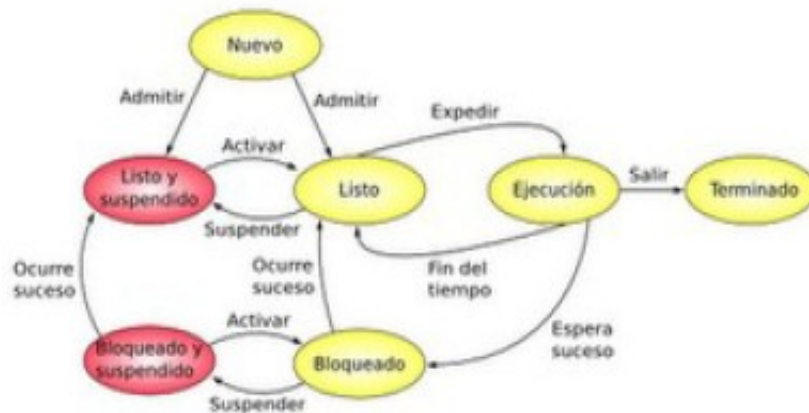 Nuevo
Admitir
Admitir
Expedir
Activar
Listo y
suspendido
Listo
Ejecución
Salir
Terminado
Suspender
Ocurre
suceso
Ocurre
suceso
Fin del
tiempo
Activar
Espera
suceso
Bloqueado y
suspendido
Bloqueado
Suspender